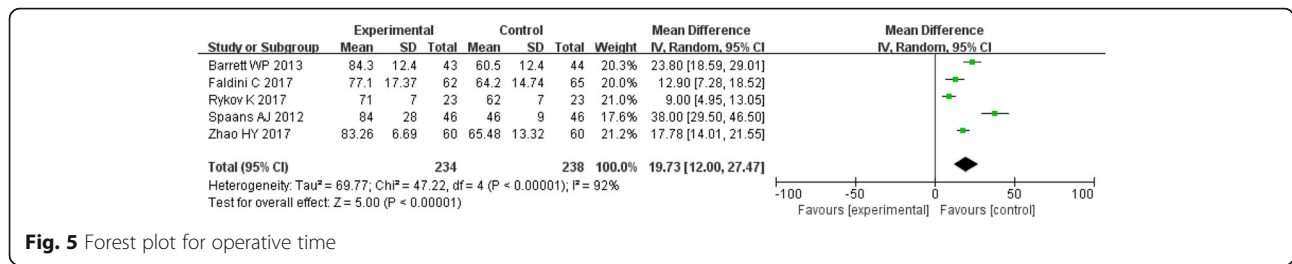 Experimental Control Mean Difference Mean Difference
Study or Subgroup Mean SD Total Mean SD Total Weight IV, Random, 95% CI IV, Random, 95% CI
Barrett WP 2013 84.3 12.4 43 60.5 12.4 44 20.3% 23.80 [18.59, 29.01]
Faldini C 2017 77.1 17.37 62 64.2 14.74 65 20.0% 12.90 [7.28, 18.52]
Rykov K 2017 71 7 23 62 7 23 21.0% 9.00 [4.95, 13.05]
Spaans AJ 2012 84 28 46 46 9 46 17.6% 38.00 [29.50, 46.50]
Zhao HY 2017 83.26 6.69 60 65.48 13.32 60 21.2% 17.78 [14.01, 21.55]
Total (95% CI) 234 238 100.0% 19.73 [12.00, 27.47]
Heterogeneity: Tau² = 69.77; Chi² = 47.22, df = 4 (P < 0.00001); I² = 92%
Test for overall effect: Z = 5.00 (P < 0.00001)
-100 -50 0 50 100
Favours [experimental] Favours [control]
Fig. 5 Forest plot for operative time